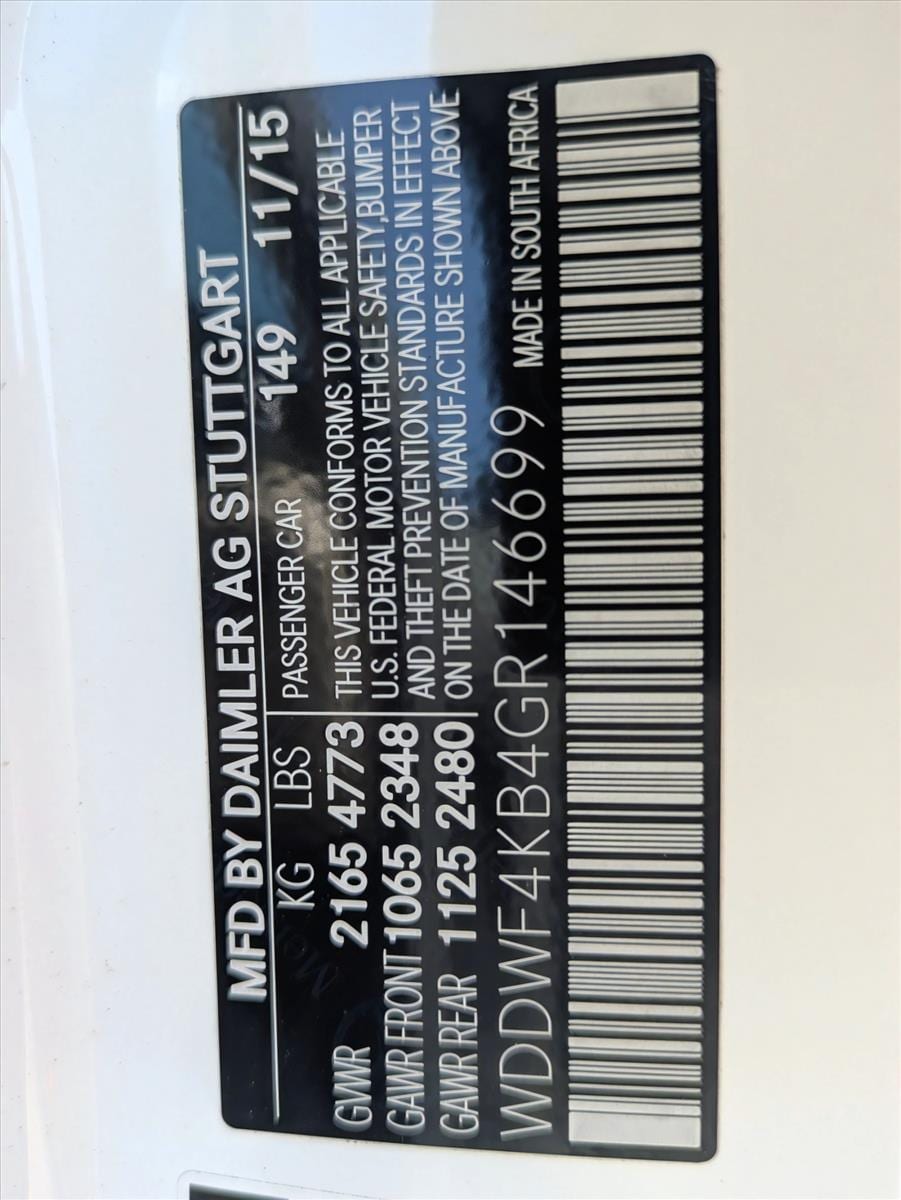 MFD BY DAIMLER AG STUTTGART
KG LBS PASSENGER CAR 149 11/15
GVWR 2165 4773 THIS VEHICLE CONFORMS TO ALL APPLICABLE
U.S. FEDERAL MOTOR VEHICLE SAFETY,BUMPER
GAWR FRONT 1065 2348 AND THEFT PREVENTION STANDARDS IN EFFECT
GAWR REAR 1125 2480 ON THE DATE OF MANUFACTURE SHOWN ABOVE
WDDWF4KB4GR146699 MADE IN SOUTH AFRICA